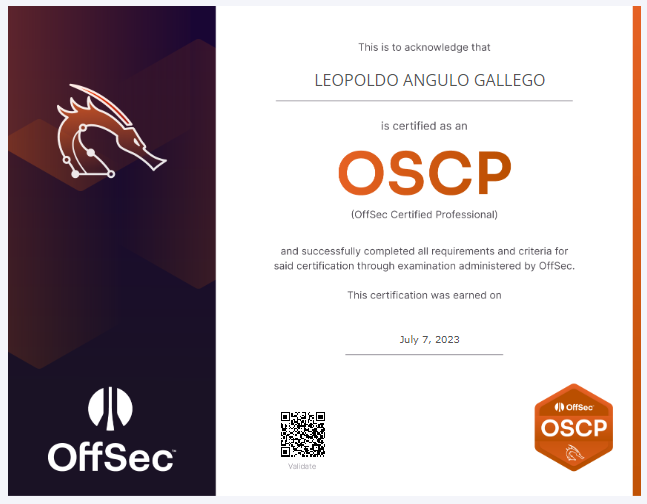 This is to acknowledge that
LEOPOLDO ANGULO GALLEGO
is certified as an
OSCP
(OffSec Certified Professional)
and successfully completed all requirements and criteria for
said certification through examination administered by OffSec.
This certification was earned on
July 7, 2023
OffSec™
Validate
OffSec
OSCP